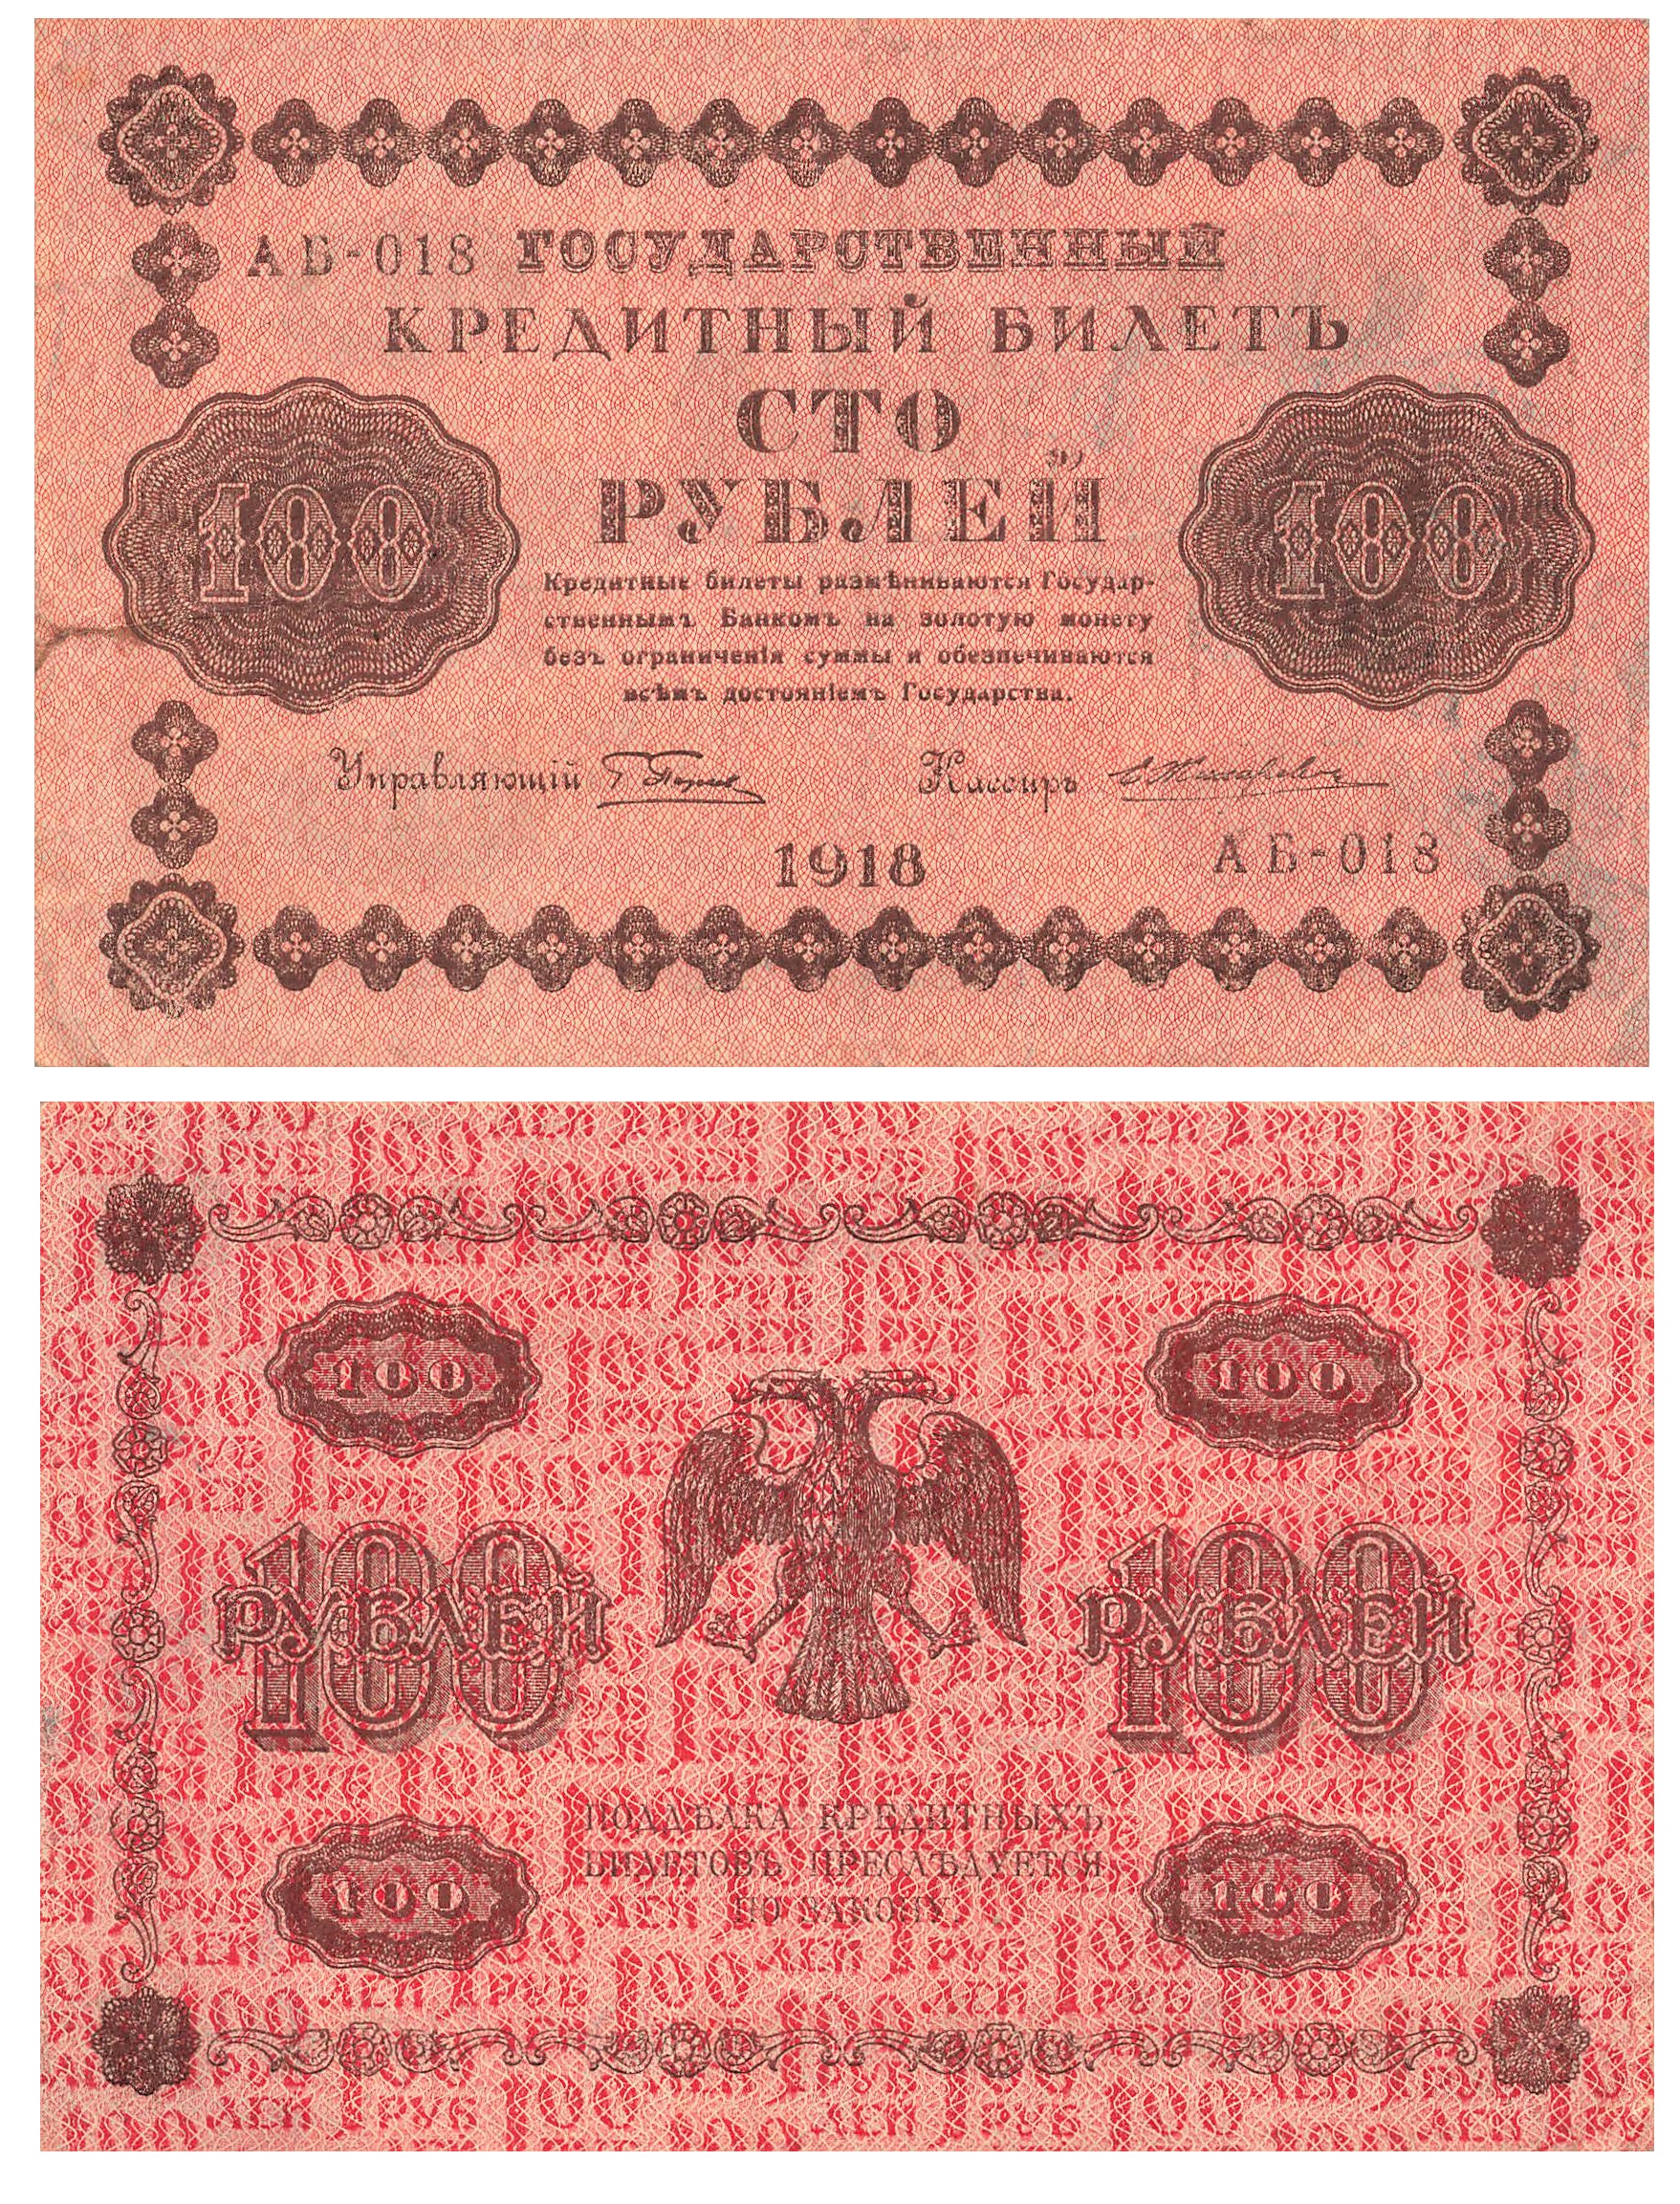 АБ-018 ГОСУДАРСТВЕННЫЙ
КРЕДИТНЫЙ БИЛЕТЪ
СТО
РУБЛЕЙ
100
100
Кредитные билеты размѣниваются Государ-
ственнымъ Банкомъ на золотую монету
безъ ограниченія суммы и обезпечиваются
всѣмъ достояніемъ Государства.
Управляющій
Кассиръ
1918
АБ-018
100
100
100 РУБЛЕЙ
100 РУБЛЕЙ
ПОДДѢЛКА КРЕДИТНЫХЪ
БИЛЕТОВЪ ПРЕСЛѢДУЕТСЯ
ПО ЗАКОНУ.
100
100